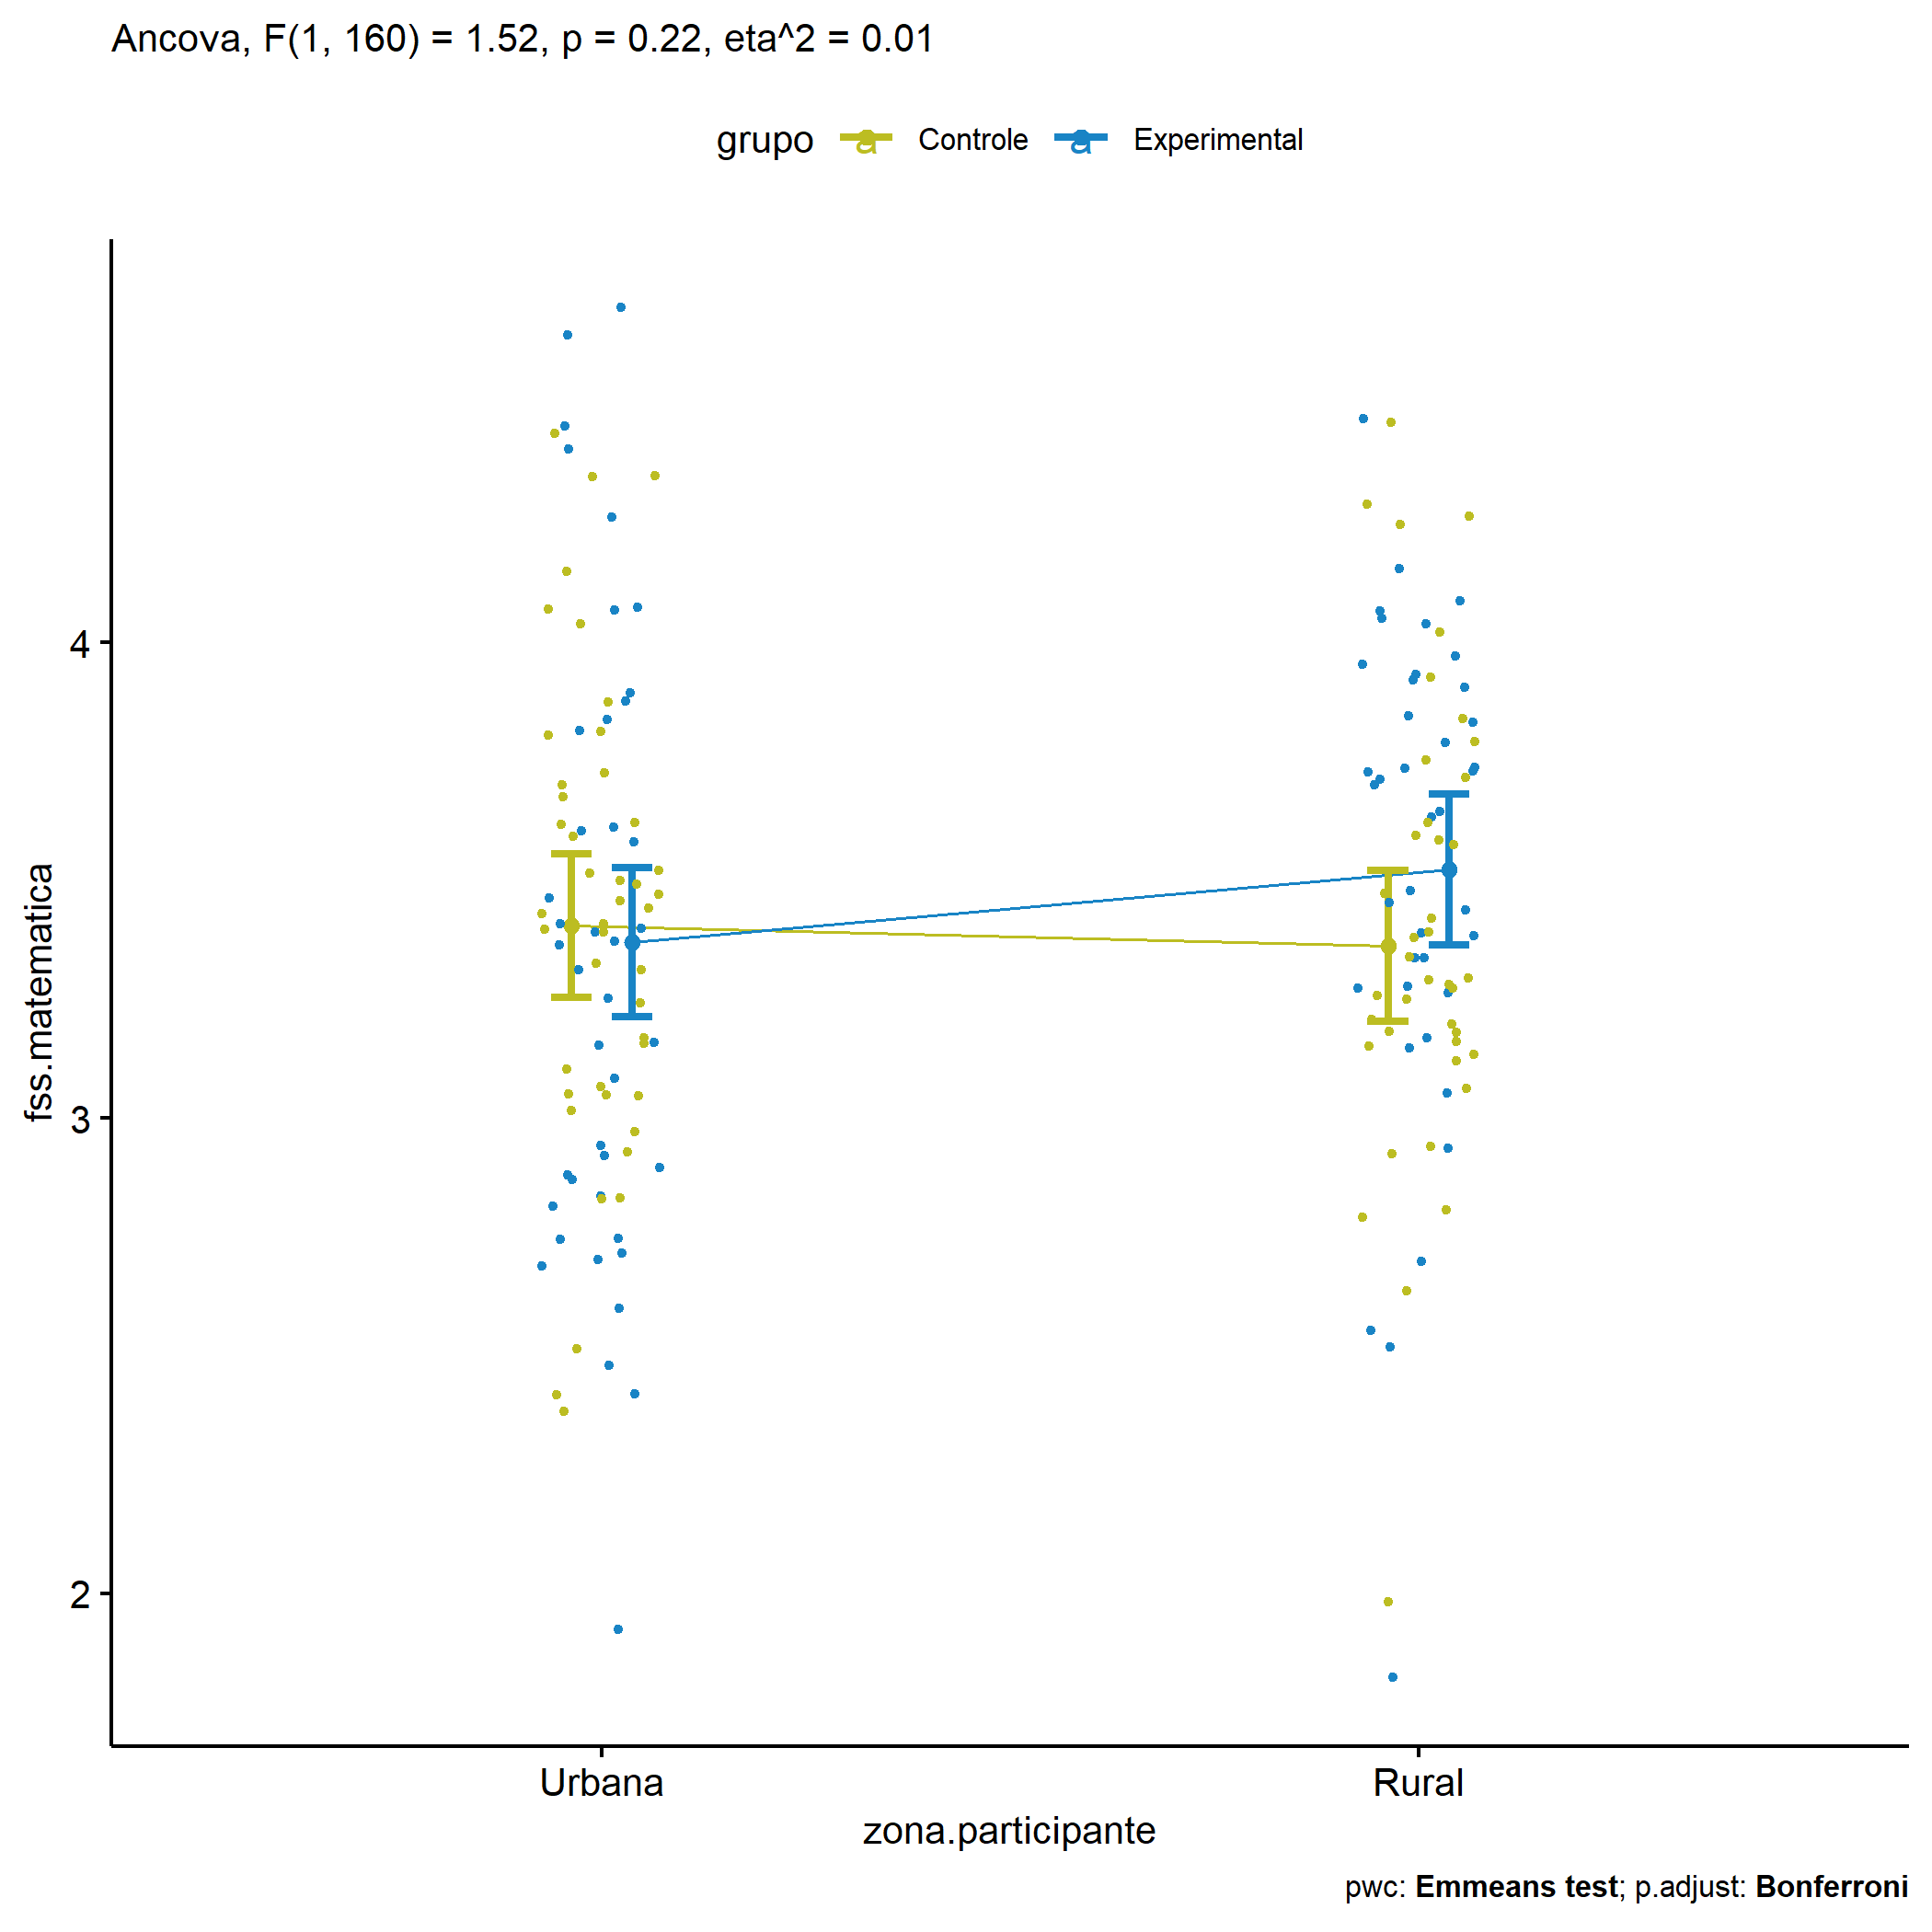 Ancova, F(1, 160) = 1.52, p = 0.22, eta^2 = 0.01
grupo a Controle a Experimental
fss.matematica
4
3
2
Urbana Rural
zona.participante
pwc: Emmeans test; p.adjust: Bonferroni